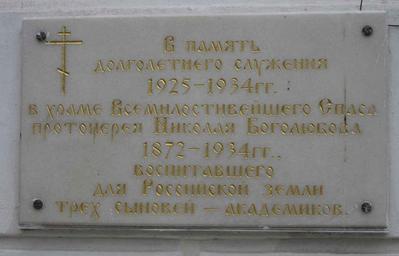 В память
долголетнего служения
1925–1934гг.
в храме Всемилостивейшего Спаса
протоиерея Николая Боголюбова
1872–1934гг.,
воспитавшего
для Российской земли
трех сыновей – академиков.